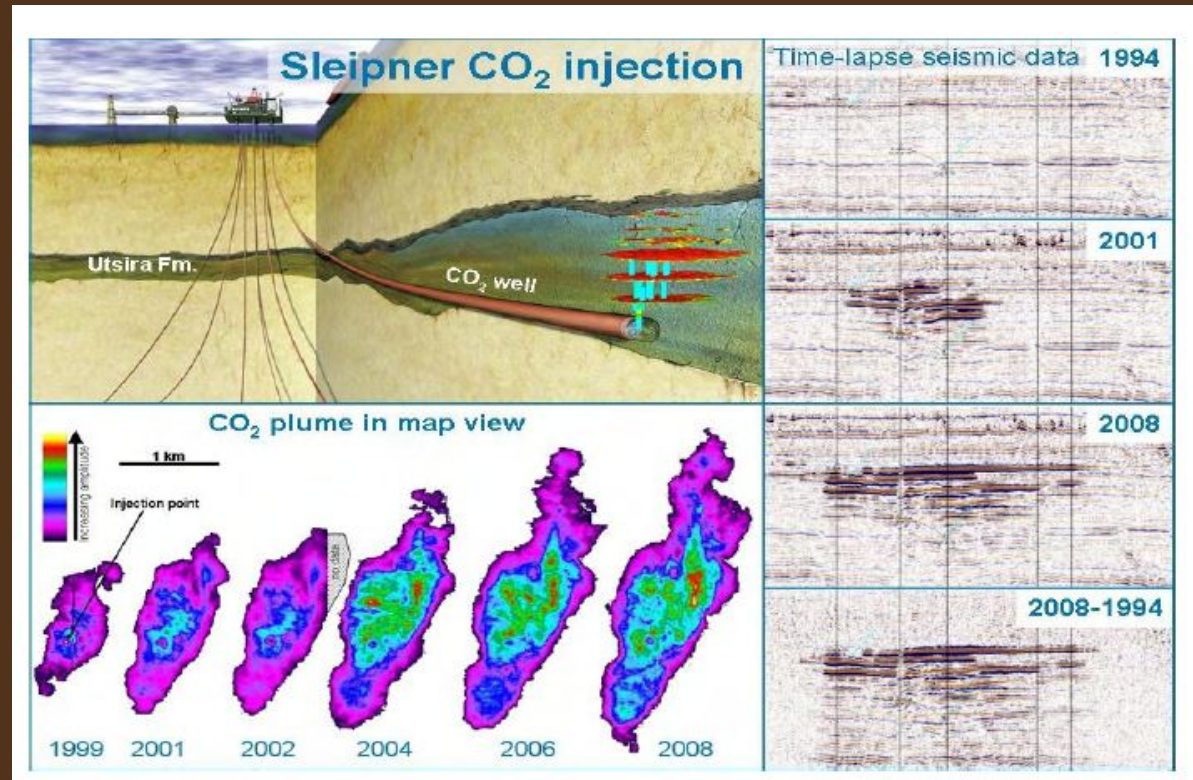 Sleipner CO₂ injection
Utsira Fm.
CO₂ well
Time-lapse seismic data 1994
2001
2008
2008-1994
CO₂ plume in map view
increasing amplitude
1 km
Injection point
no data
1999 2001 2002 2004 2006 2008